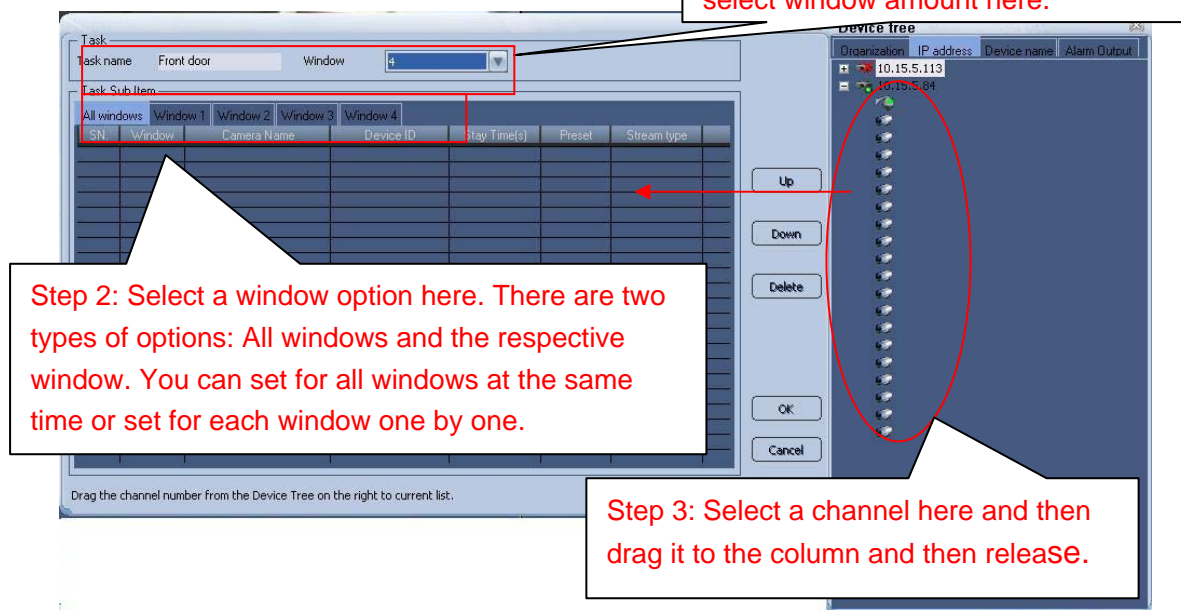 select window amount here.
Device tree
Task
Task name Front door Window 4
Organization IP address Device name Alarm Output
10.15.5.113
10.15.5.84
Task Sub Item
All windows Window 1 Window 2 Window 3 Window 4
SN. Window Camera Name Device ID Stay Time(s) Preset Stream type
Up
Down
Delete
OK
Cancel
Step 2: Select a window option here. There are two
types of options: All windows and the respective
window. You can set for all windows at the same
time or set for each window one by one.
Drag the channel number from the Device Tree on the right to current list.
Step 3: Select a channel here and then
drag it to the column and then release.